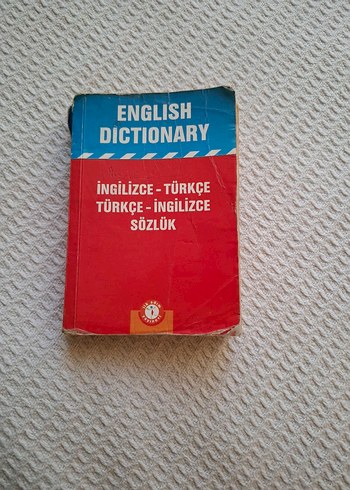 ENGLISH
DICTIONARY
İNGİLİZCE - TÜRKÇE
TÜRKÇE - İNGİLİZCE
SÖZLÜK